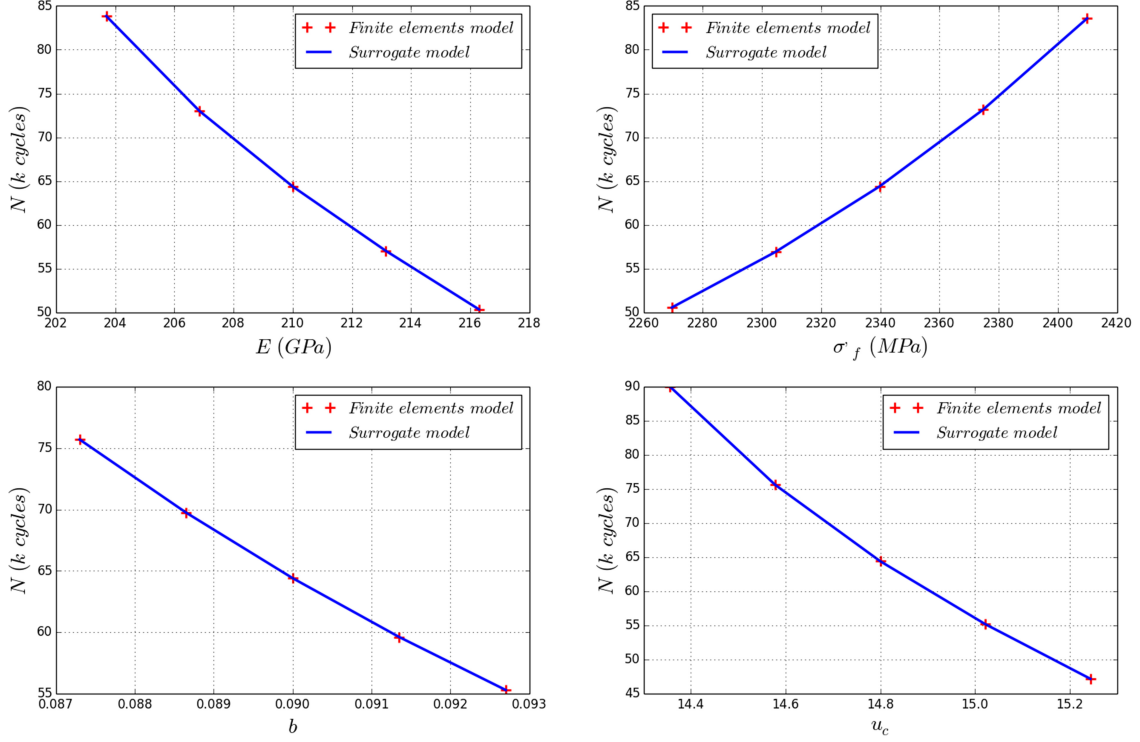 85
80
75
70
65
60
55
50
N (k cycles)
202 204 206 208 210 212 214 216 218
E (GPa)
Finite elements model
Surrogate model
85
80
75
70
65
60
55
50
N (k cycles)
2260 2280 2300 2320 2340 2360 2380 2400 2420
σ'f (MPa)
Finite elements model
Surrogate model
80
75
70
65
60
55
N (k cycles)
0.087 0.088 0.089 0.090 0.091 0.092 0.093
b
Finite elements model
Surrogate model
90
85
80
75
70
65
60
55
50
45
N (k cycles)
14.4 14.6 14.8 15.0 15.2
u_c
Finite elements model
Surrogate model